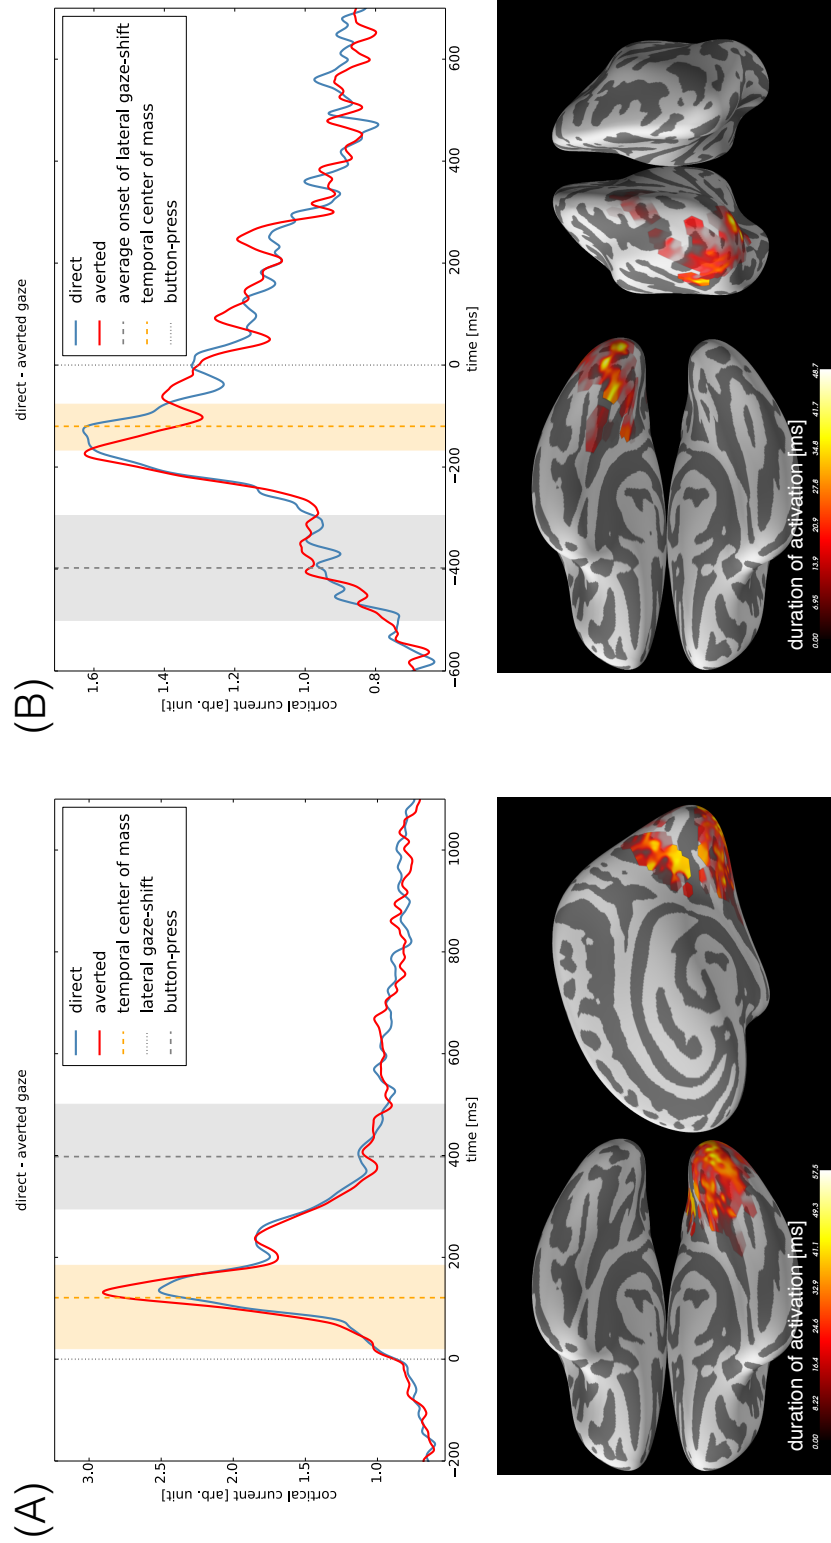 (A)
direct - averted gaze
cortical current [arb. unit]
3.0
2.5
2.0
1.5
1.0
direct
averted
temporal center of mass
lateral gaze-shift
button-press
−200 0 200 400 600 800 1000
time [ms]
duration of activation [ms]
0.00 8.22 16.4 24.6 32.9 41.1 49.3 57.5
(B)
direct - averted gaze
cortical current [arb. unit]
1.6
1.4
1.2
1.0
0.8
direct
averted
average onset of lateral gaze-shift
temporal center of mass
button-press
−600 −400 −200 0 200 400 600
time [ms]
duration of activation [ms]
0.00 6.95 13.9 20.9 27.8 34.8 41.7 48.7